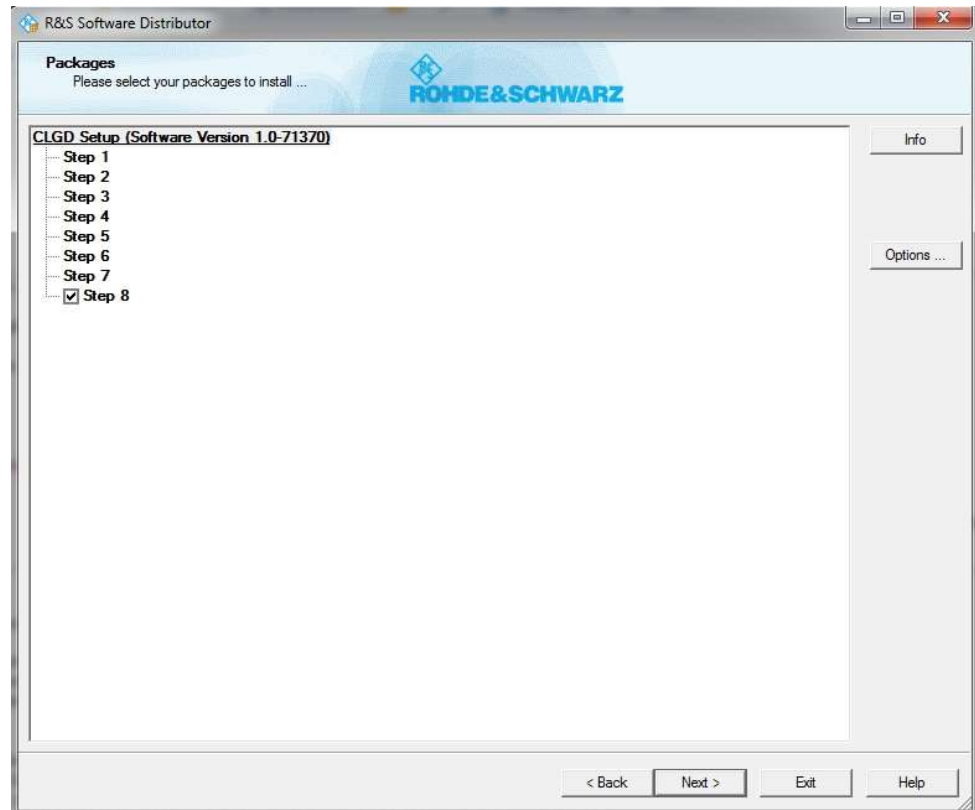 R&S Software Distributor
Packages
Please select your packages to install ...
ROHDE&SCHWARZ
CLGD Setup (Software Version 1.0-71370)
Step 1
Step 2
Step 3
Step 4
Step 5
Step 6
Step 7
Step 8
Info
Options ...
< Back
Next >
Exit
Help